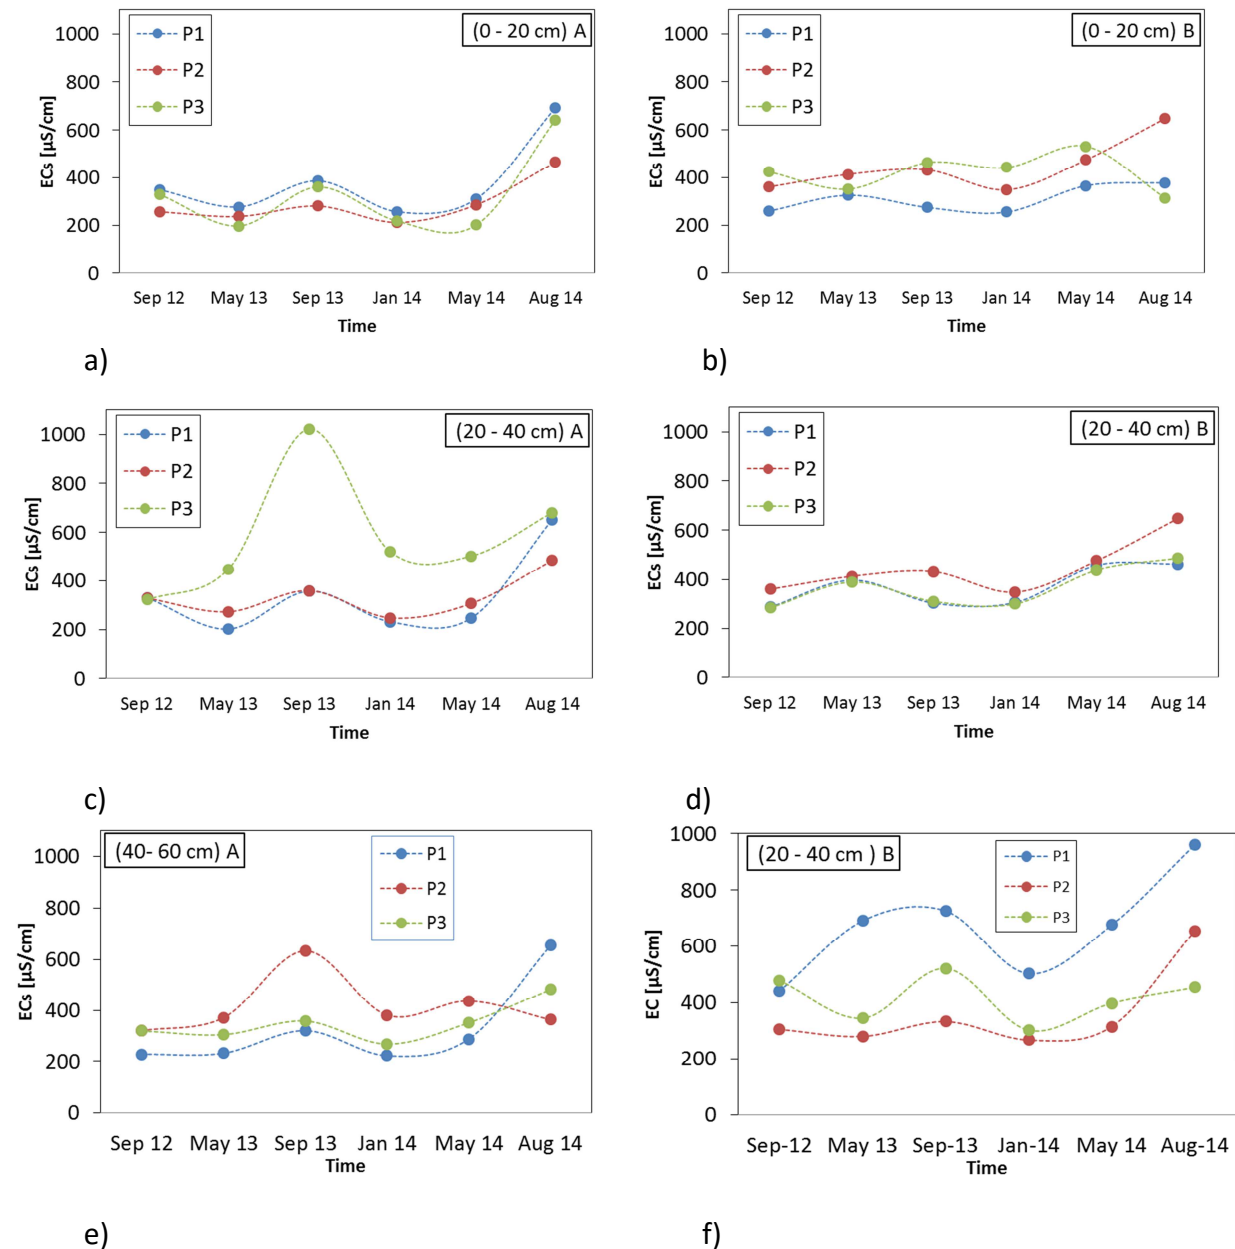 (0 - 20 cm) A
P1
P2
P3
ECs [µS/cm]
1000
800
600
400
200
0
Sep 12 May 13 Sep 13 Jan 14 May 14 Aug 14
Time
a)
(0 - 20 cm) B
P1
P2
P3
ECs [µS/cm]
1000
800
600
400
200
0
Sep 12 May 13 Sep 13 Jan 14 May 14 Aug 14
Time
b)
(20 - 40 cm) A
P1
P2
P3
ECs [µS/cm]
1000
800
600
400
200
0
Sep 12 May 13 Sep 13 Jan 14 May 14 Aug 14
Time
c)
(20 - 40 cm) B
P1
P2
P3
ECs [µS/cm]
1000
800
600
400
200
0
Sep 12 May 13 Sep 13 Jan 14 May 14 Aug 14
Time
d)
(40- 60 cm) A
P1
P2
P3
ECs [µS/cm]
1000
800
600
400
200
0
Sep 12 May 13 Sep 13 Jan 14 May 14 Aug 14
Time
e)
(20 - 40 cm ) B
P1
P2
P3
EC [µS/cm]
1000
800
600
400
200
0
Sep-12 May 13 Sep-13 Jan-14 May 14 Aug-14
Time
f)